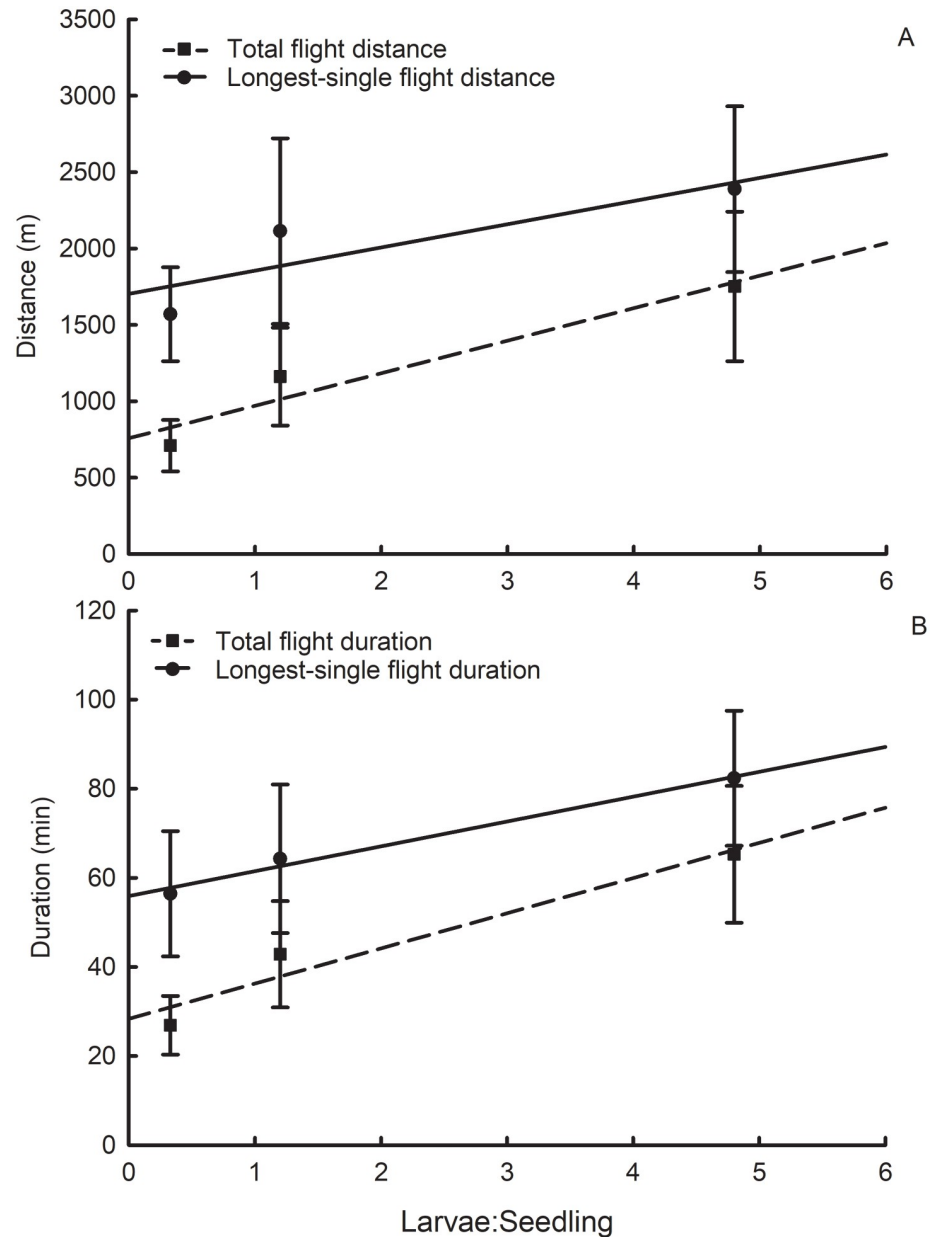 3500
A
Total flight distance
Longest-single flight distance
3000
2500
2000
1500
1000
500
0
Distance (m)
0 1 2 3 4 5 6
120
B
Total flight duration
Longest-single flight duration
100
80
60
40
20
0
Duration (min)
0 1 2 3 4 5 6
Larvae:Seedling